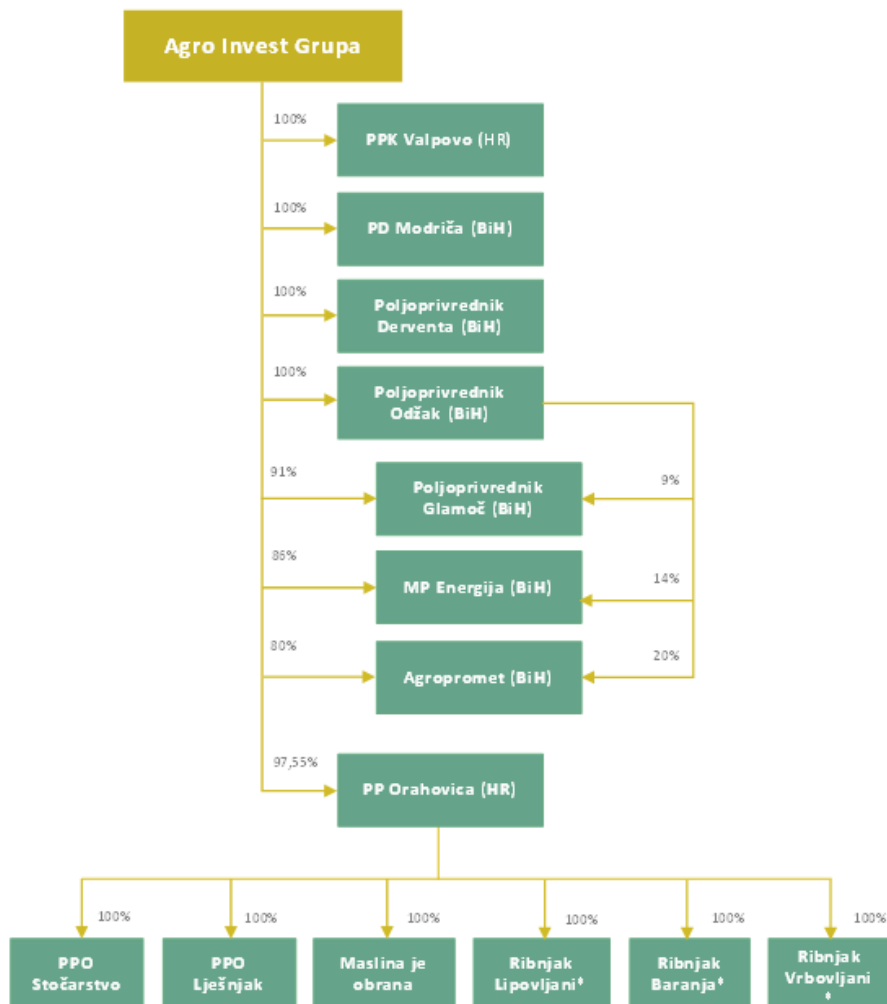 Agro Invest Grupa
100%
PPK Valpovo (HR)
100%
PD Modriča (BiH)
100%
Poljoprivrednik
Derventa (BiH)
100%
Poljoprivrednik
Odžak (BiH)
91%
Poljoprivrednik
Glamoč (BiH)
9%
86%
MP Energija (BiH)
14%
80%
Agropromet (BiH)
20%
97,55%
PP Orahovica (HR)
100%
100%
100%
100%
100%
100%
PPO
Stočarstvo
PPO
Lješnjak
Maslina je
obrana
Ribnjak
Lipovljani*
Ribnjak
Baranja*
Ribnjak
Vrbovljani
*